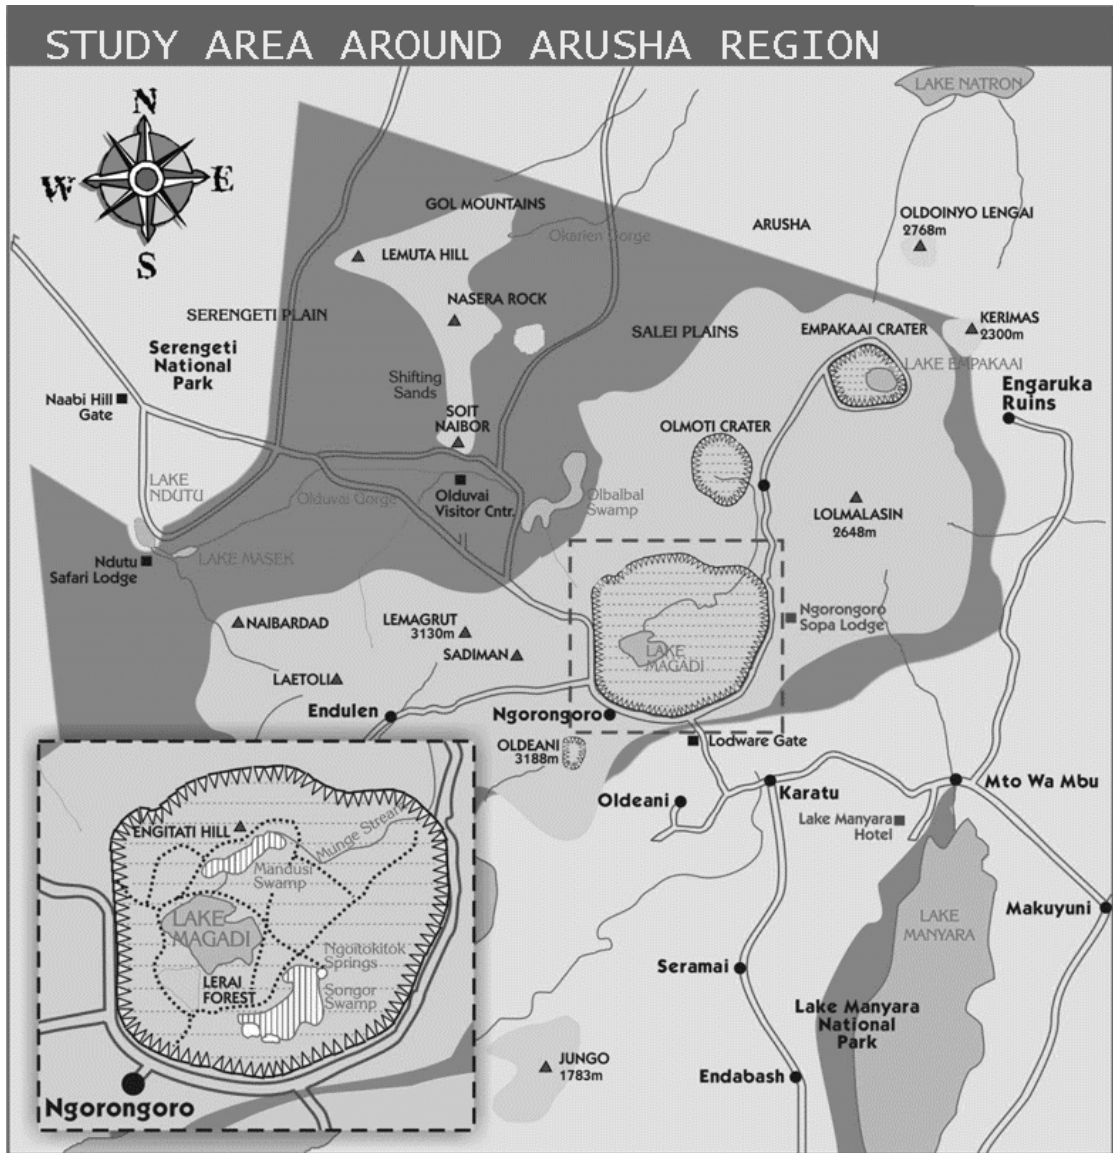 STUDY AREA AROUND ARUSHA REGION
LAKE NATRON
N
W
E
S
GOL MOUNTAINS
Okarien Gorge
ARUSHA
OLDOINYO LENGAI
2768m
LEMUTA HILL
NASERA ROCK
SERENGETI PLAIN
SALEI PLAINS
EMPAKAAI CRATER
KERIMAS
2300m
LAKE EMPAKAAI
Serengeti
National
Park
Shifting
Sands
Engaruka
Ruins
Naabi Hill
Gate
SOIT
NAIBOR
OLMOTI CRATER
LAKE
NDUTU
Olduvai Gorge
Olduvai
Visitor Cntr.
Olbalbal
Swamp
LOLMALASIN
2648m
Ndutu
Safari Lodge
LAKE MASEK
NAIBARDAD
LEMAGRUT
3130m
SADIMAN
LAETOLI
Ngorongoro
Sopa Lodge
LAKE
MAGADI
Endulen
Ngorongoro
OLDEANI
3188m
Lodware Gate
Oldeani
Karatu
Mto Wa Mbu
Lake Manyara
Hotel
LAKE
MANYARA
Makuyuni
Seramai
Lake Manyara
National
Park
JUNGO
1783m
Endabash
ENGITATI HILL
Munge Stream
Mandusi
Swamp
LAKE
MAGADI
Ngoitokitok
Springs
LERAI
FOREST
Songor
Swamp
Ngorongoro